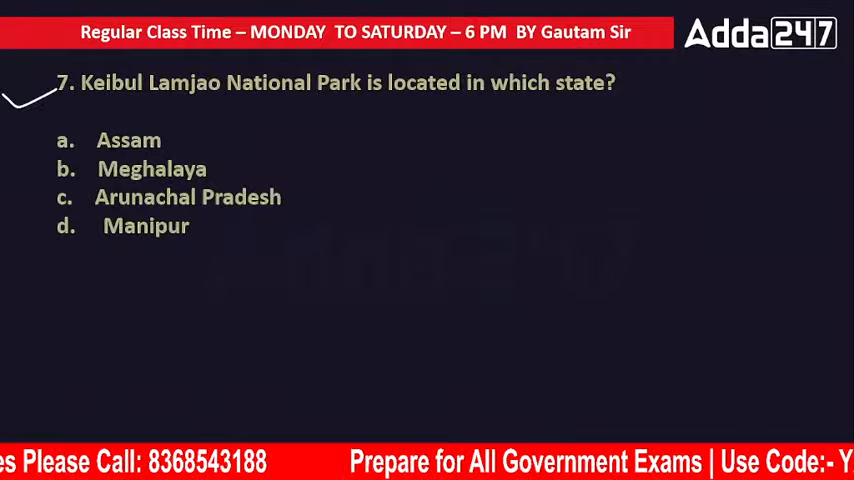 Regular Class Time – MONDAY TO SATURDAY – 6 PM BY Gautam Sir
Adda247
7. Keibul Lamjao National Park is located in which state?
a. Assam
b. Meghalaya
c. Arunachal Pradesh
d. Manipur
es Please Call: 8368543188 Prepare for All Government Exams | Use Code:- Y